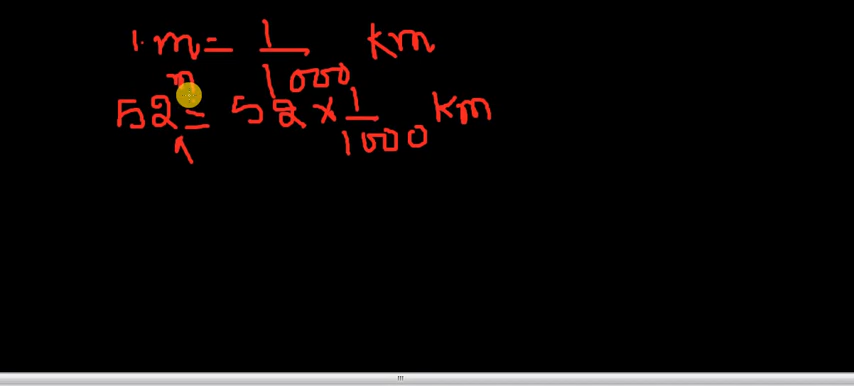 1 m = 1/1000 km
52 m = 52 × 1/1000 km